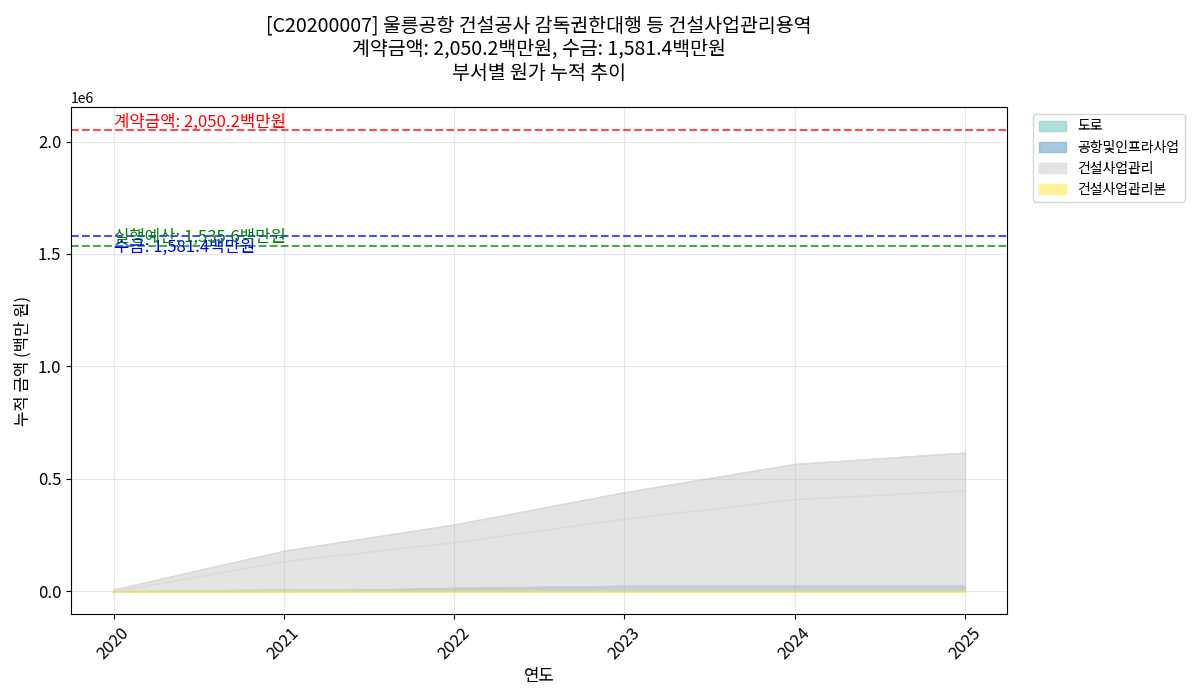 [C20200007] 울릉공항 건설공사 감독권한대행 등 건설사업관리용역
계약금액: 2,050.2백만원, 수금: 1,581.4백만원
부서별 원가 누적 추이
1e6
계약금액: 2,050.2백만원
실행예산: 1,535.6백만원
수금: 1,581.4백만원
2.0
1.5
1.0
0.5
0.0
누적 금액 (백만 원)
2020
2021
2022
2023
2024
2025
연도
도로
공항및인프라사업
건설사업관리
건설사업관리본